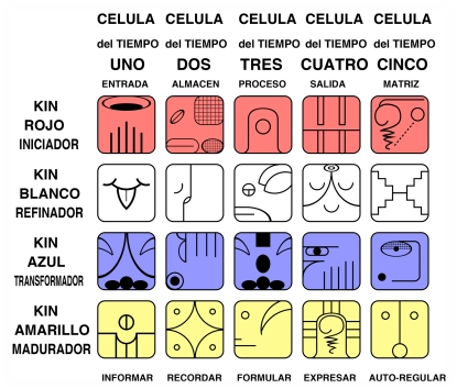 CELULA CELULA CELULA CELULA CELULA
del TIEMPO del TIEMPO del TIEMPO del TIEMPO del TIEMPO
UNO DOS TRES CUATRO CINCO
ENTRADA ALMACEN PROCESO SALIDA MATRIZ
KIN
ROJO
INICIADOR
KIN
BLANCO
REFINADOR
KIN
AZUL
TRANSFORMADOR
KIN
AMARILLO
MADURADOR
INFORMAR RECORDAR FORMULAR EXPRESAR AUTO-REGULAR